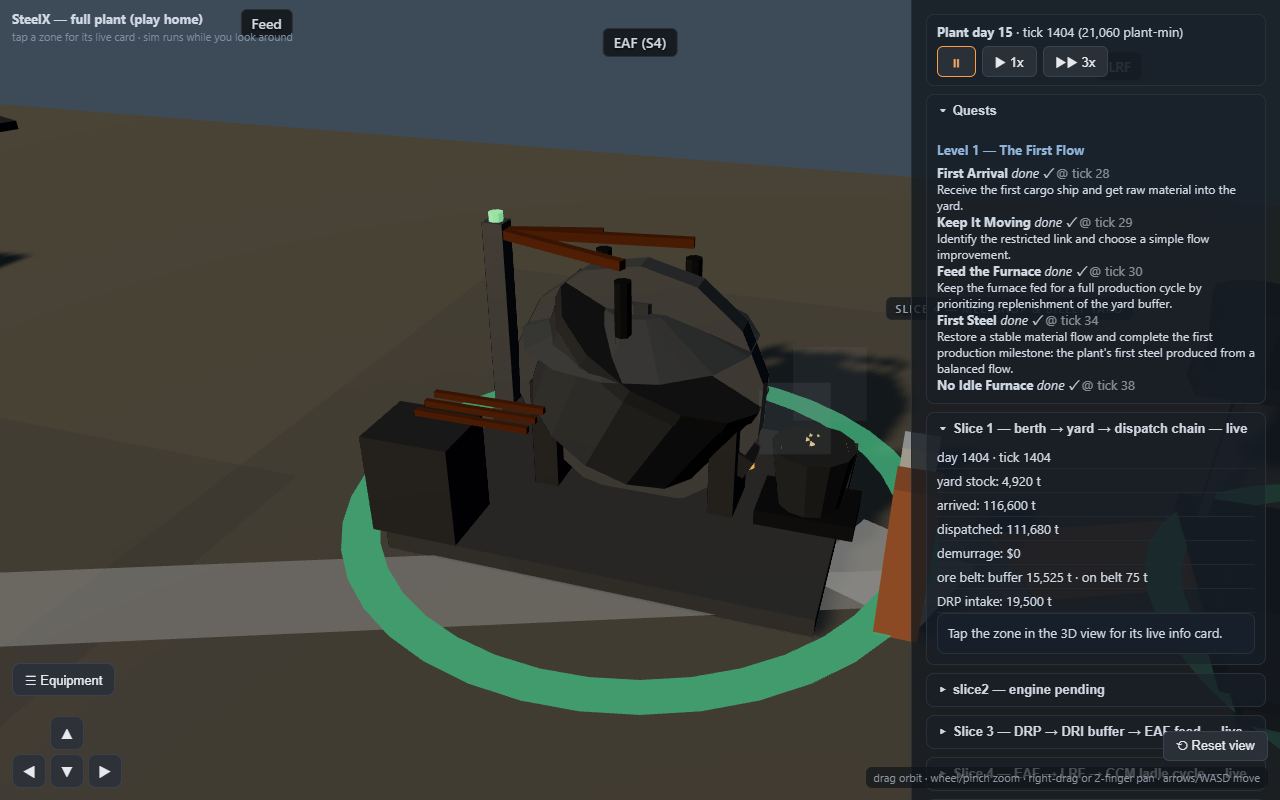 SteelX — full plant (play home)
tap a zone for its live card · sim runs while you look around
Feed
EAF (S4)
LRF
Plant day 15 · tick 1404 (21,060 plant-min)
⏸
▶ 1x
▶▶ 3x
▾ Quests
Level 1 — The First Flow
First Arrival done ✓@ tick 28
Receive the first cargo ship and get raw material into the
yard.
Keep It Moving done ✓@ tick 29
Identify the restricted link and choose a simple flow
improvement.
Feed the Furnace done ✓@ tick 30
Keep the furnace fed for a full production cycle by
prioritizing replenishment of the yard buffer.
First Steel done ✓@ tick 34
Restore a stable material flow and complete the first
production milestone: the plant's first steel produced from a
balanced flow.
No Idle Furnace done ✓@ tick 38
SLICE
▾ Slice 1 — berth → yard → dispatch chain — live
day 1404 · tick 1404
yard stock: 4,920 t
arrived: 116,600 t
dispatched: 111,680 t
demurrage: $0
ore belt: buffer 15,525 t · on belt 75 t
DRP intake: 19,500 t
Tap the zone in the 3D view for its live info card.
▸ slice2 — engine pending
▸ Slice 3 — DRP → DRI buffer → EAF feed — live
▸ Slice 4 — EAF → LRF → CCM ladle cycle — live
⟲ Reset view
drag orbit · wheel/pinch zoom · right-drag or 2-finger pan · arrows/WASD move
☰ Equipment
▲
◀ ▼ ▶